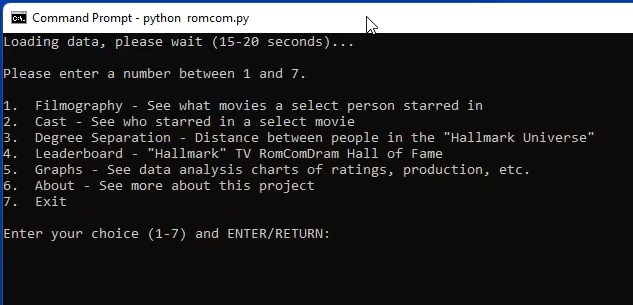 Command Prompt - python  romcom.py
Loading data, please wait (15-20 seconds)...
Please enter a number between 1 and 7.
1.  Filmography - See what movies a select person starred in
2.  Cast - See who starred in a select movie
3.  Degree Separation - Distance between people in the "Hallmark Universe"
4.  Leaderboard - "Hallmark" TV RomComDram Hall of Fame
5.  Graphs - See data analysis charts of ratings, production, etc.
6.  About - See more about this project
7.  Exit
Enter your choice (1-7) and ENTER/RETURN: